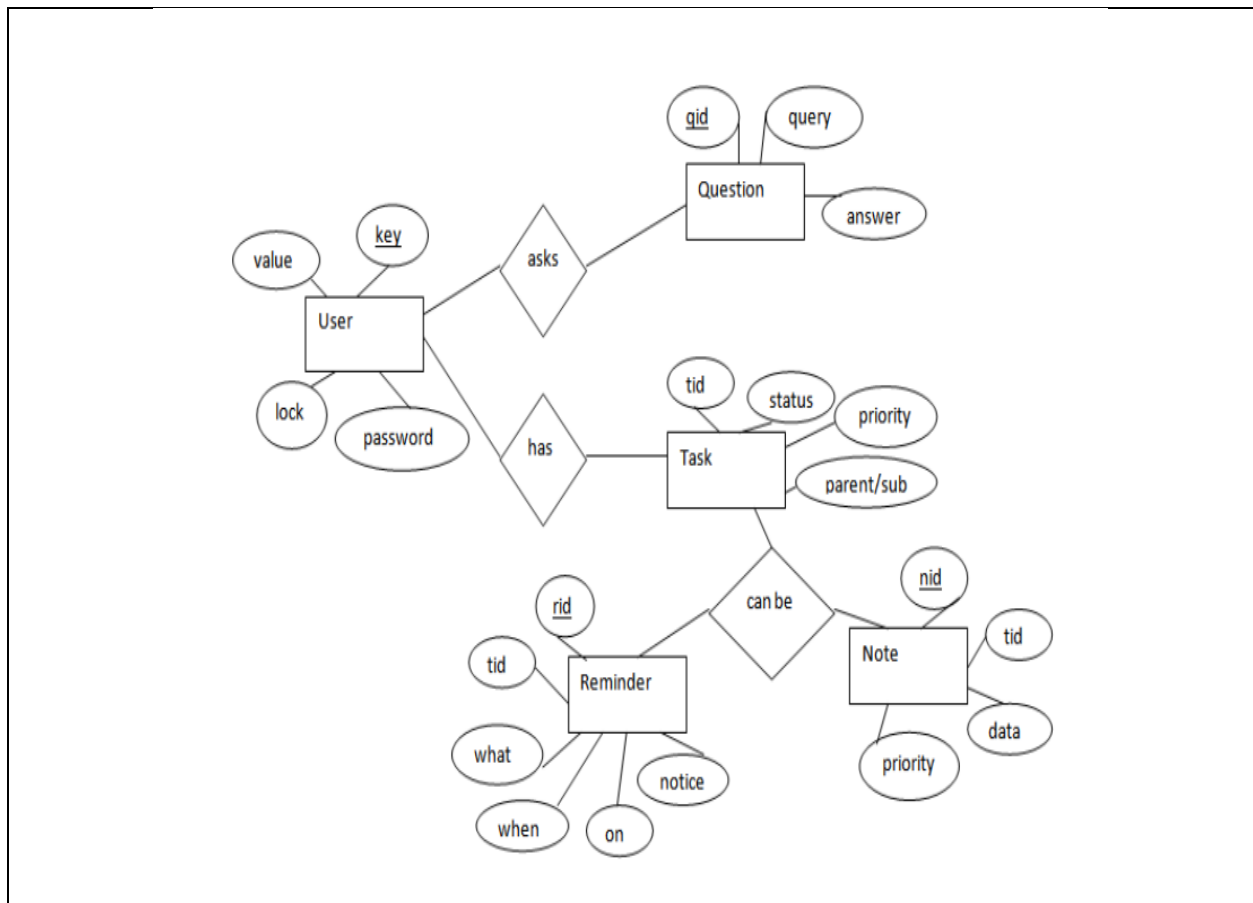 qid
query
Question
answer
key
value
asks
User
lock
password
tid
status
priority
has
Task
parent/sub
nid
rid
can be
tid
Note
tid
Reminder
data
what
priority
notice
when
on